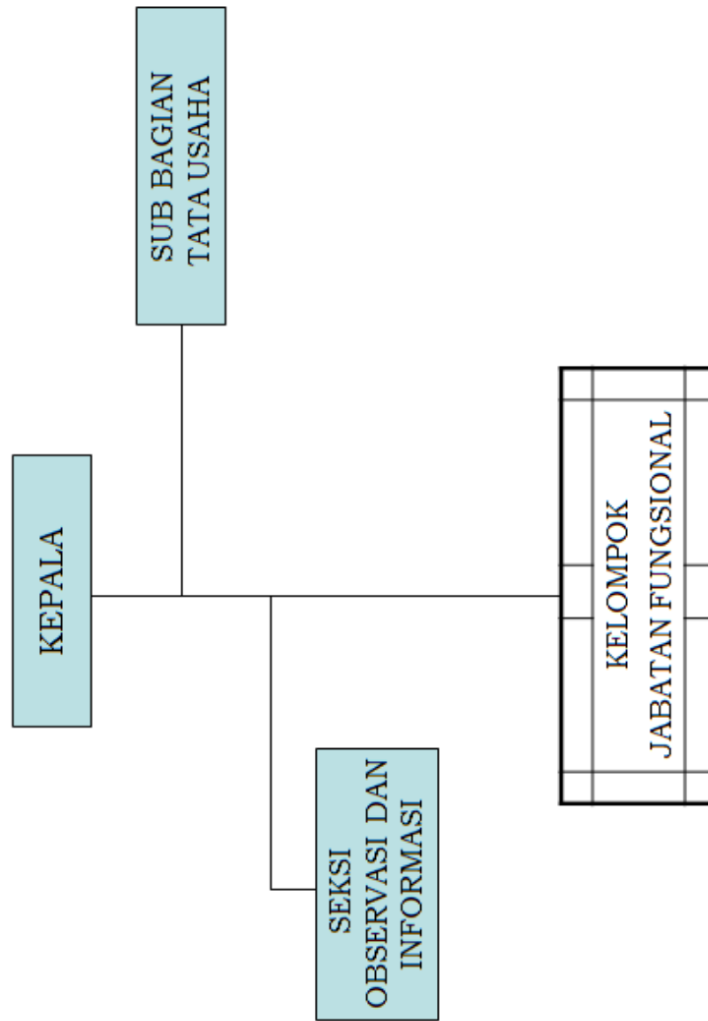 KEPALA
SUB BAGIAN
TATA USAHA
SEKSI
OBSERVASI DAN
INFORMASI
KELOMPOK
JABATAN FUNGSIONAL